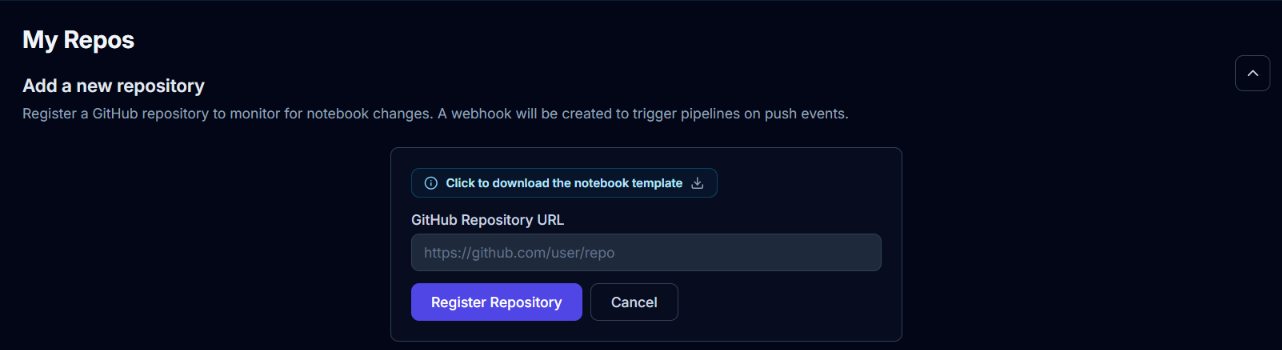 My Repos
Add a new repository
Register a GitHub repository to monitor for notebook changes. A webhook will be created to trigger pipelines on push events.
Click to download the notebook template
GitHub Repository URL
https://github.com/user/repo
Register Repository
Cancel